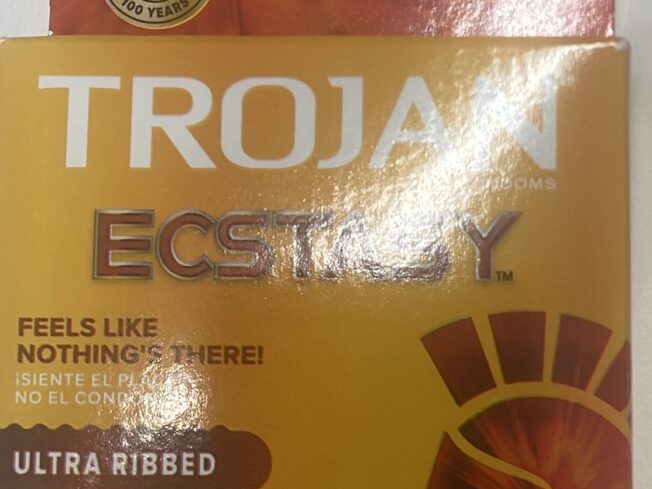 100 YEARS
TROJAN
ECSTASY™
FEELS LIKE
NOTHING'S THERE!
¡SIENTE EL
NO EL
ULTRA RIBBED